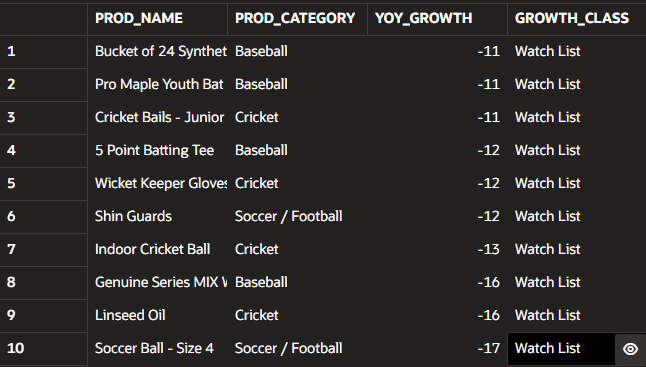 PROD_NAME PROD_CATEGORY YOY_GROWTH GROWTH_CLASS
1 Bucket of 24 Synthet Baseball -11 Watch List
2 Pro Maple Youth Bat Baseball -11 Watch List
3 Cricket Bails - Junior Cricket -11 Watch List
4 5 Point Batting Tee Baseball -12 Watch List
5 Wicket Keeper Gloves Cricket -12 Watch List
6 Shin Guards Soccer / Football -12 Watch List
7 Indoor Cricket Ball Cricket -13 Watch List
8 Genuine Series MIX Baseball -16 Watch List
9 Linseed Oil Cricket -16 Watch List
10 Soccer Ball - Size 4 Soccer / Football -17 Watch List